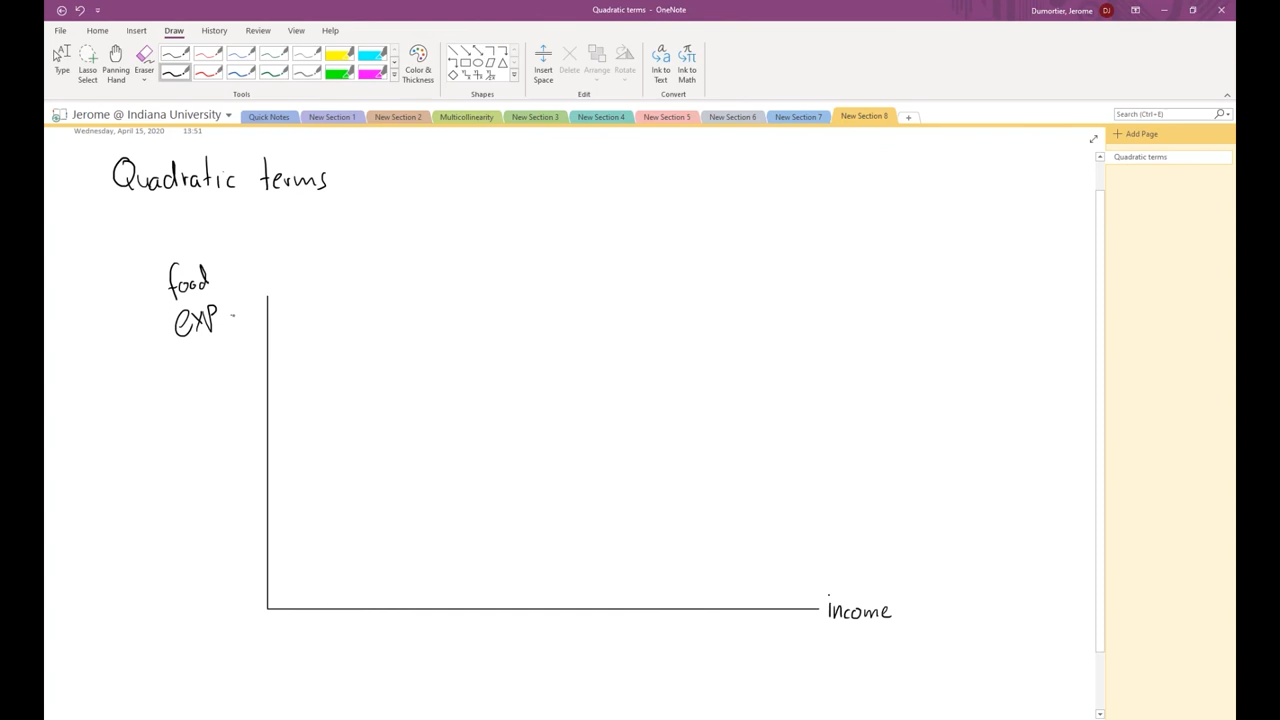 Quadratic terms - OneNote
Dumortier, Jerome DJ
File Home Insert Draw History Review View Help
Type
Lasso Select
Panning Hand
Eraser
Color & Thickness
Insert Space
Delete
Arrange
Rotate
Ink to Text
Ink to Math
Tools Shapes Edit Convert
Jerome @ Indiana University Quick Notes New Section 1 New Section 2 Multicollinearity New Section 3 New Section 4 New Section 5 New Section 6 New Section 7 New Section 8 Search (Ctrl+E)
Wednesday, April 15, 2020 13:51
Add Page
Quadratic terms
Quadratic terms
food
exp
income